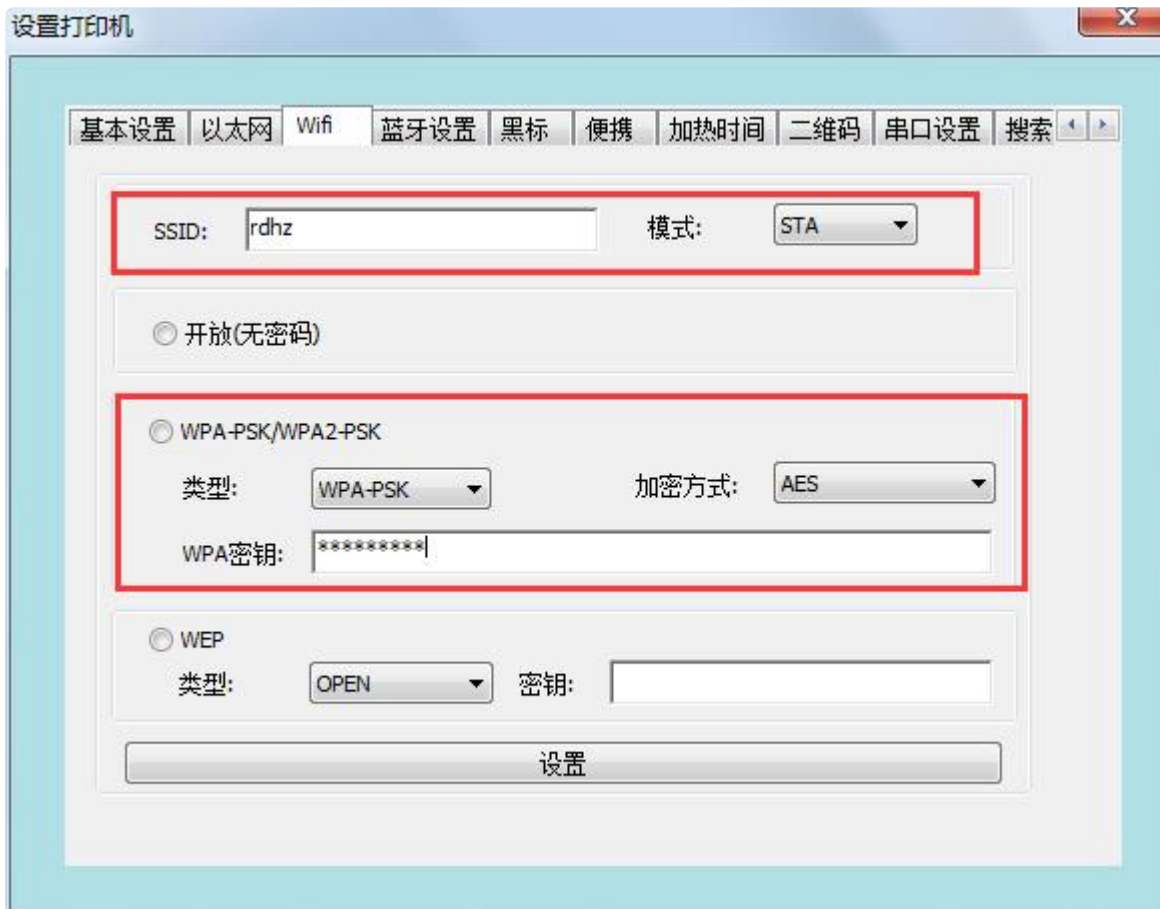 设置打印机
基本设置 以太网 Wifi 蓝牙设置 黑标 便携 加热时间 二维码 串口设置 搜索
SSID: rdhz 模式: STA
开放(无密码)
WPA-PSK/WPA2-PSK
类型: WPA-PSK 加密方式: AES
WPA密钥: *********
WEP
类型: OPEN 密钥:
设置